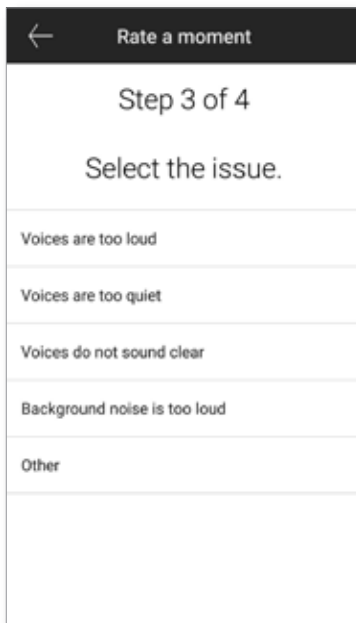 Rate a moment
Step 3 of 4
Select the issue.
Voices are too loud
Voices are too quiet
Voices do not sound clear
Background noise is too loud
Other